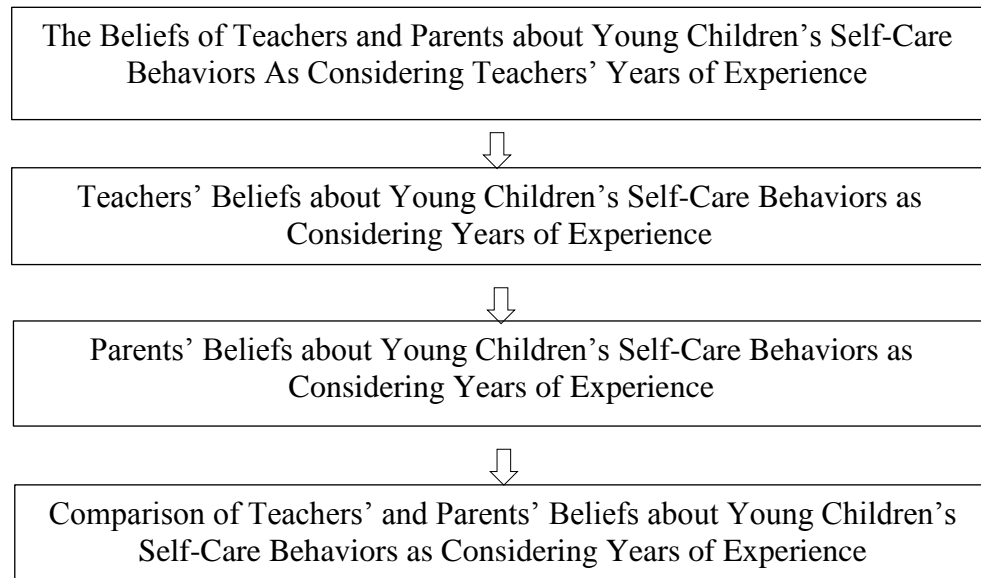 The Beliefs of Teachers and Parents about Young Children’s Self-Care
Behaviors As Considering Teachers’ Years of Experience
Teachers’ Beliefs about Young Children’s Self-Care Behaviors as
Considering Years of Experience
Parents’ Beliefs about Young Children’s Self-Care Behaviors as
Considering Years of Experience
Comparison of Teachers’ and Parents’ Beliefs about Young Children’s
Self-Care Behaviors as Considering Years of Experience